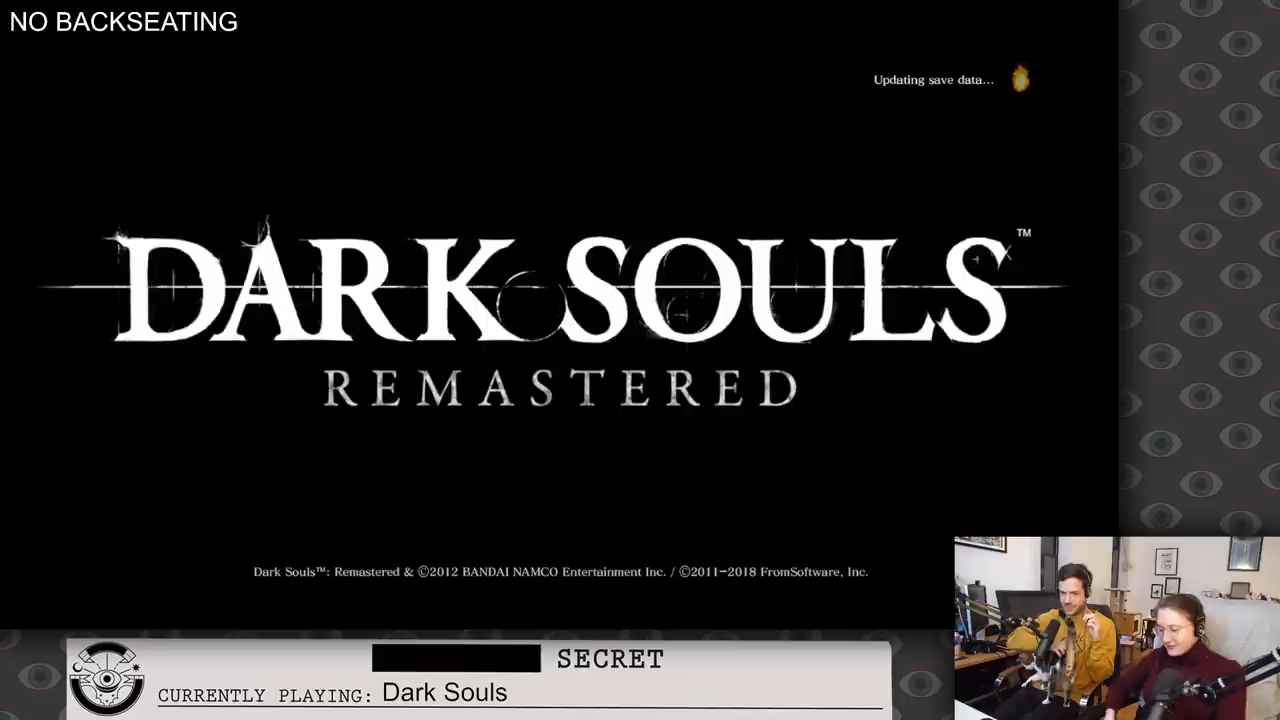 NO BACKSEATING
Updating save data...
DARK SOULS™
REMASTERED
Dark Souls™: Remastered & ©2012 BANDAI NAMCO Entertainment Inc. / ©2011-2018 FromSoftware, Inc.
SECRET
CURRENTLY PLAYING: Dark Souls